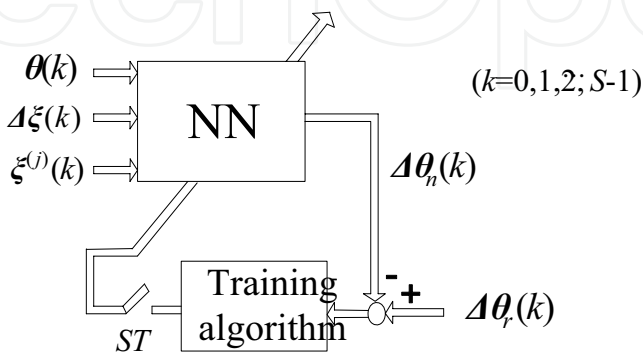 θ(k)
Δξ(k)
ξ^(j)(k)
NN
(k=0,1,2; S-1)
Δθ_n(k)
-
+
Training
algorithm
Δθ_r(k)
ST